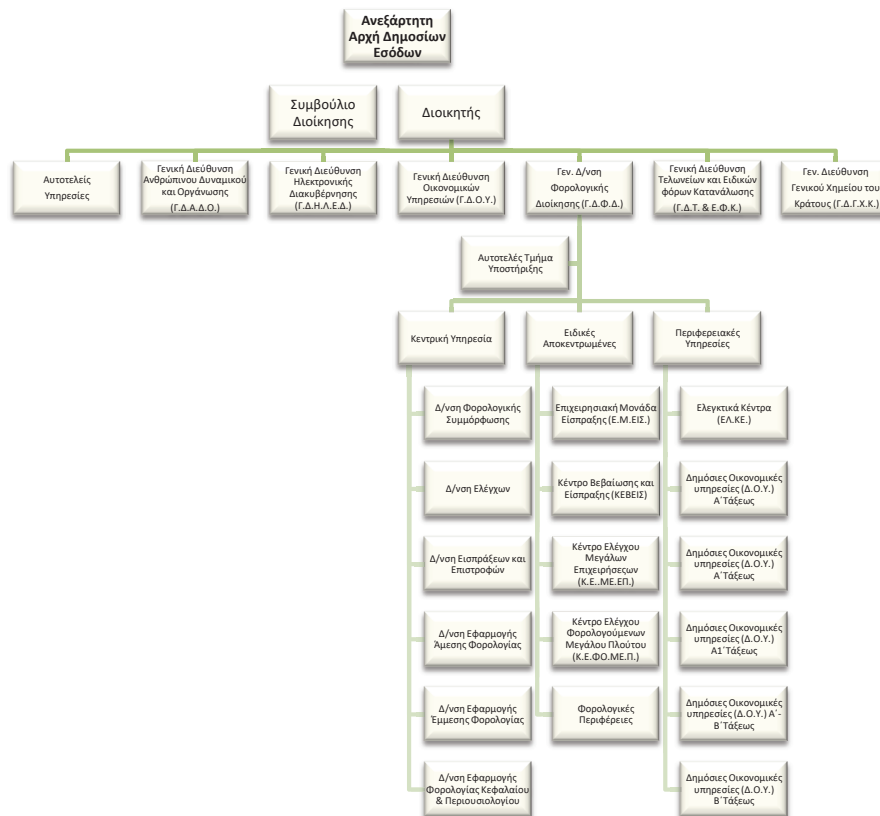 Ανεξάρτητη
Αρχή Δημοσίων
Εσόδων
Συμβούλιο
Διοίκησης
Διοικητής
Αυτοτελείς
Υπηρεσίες
Γενική Διεύθυνση
Ανθρώπινου Δυναμικού
και Οργάνωσης
(Γ.Δ.Α.Δ.Ο.)
Γενική Διεύθυνση
Ηλεκτρονικής
Διακυβέρνησης
(Γ.Δ.Η.Λ.Ε.Δ.)
Γενική Διεύθυνση
Οικονομικών
Υπηρεσιών (Γ.Δ.Ο.Υ.)
Γεν. Δ/νση
Φορολογικής
Διοίκησης (Γ.Δ.Φ.Δ.)
Γενική Διεύθυνση
Τελωνείων και Ειδικών
φόρων Κατανάλωσης
(Γ.Δ.Τ. & Ε.Φ.Κ.)
Γεν. Διεύθυνση
Γενικού Χημείου του
Κράτους (Γ.Δ.Γ.Χ.Κ.)
Αυτοτελές Τμήμα
Υποστήριξης
Κεντρική Υπηρεσία
Ειδικές
Αποκεντρωμένες
Περιφερειακές
Υπηρεσίες
Δ/νση Φορολογικής
Συμμόρφωσης
Επιχειρησιακή Μονάδα
Είσπραξης (Ε.Μ.ΕΙΣ.)
Ελεγκτικά Κέντρα
(ΕΛ.ΚΕ.)
Δ/νση Ελέγχων
Κέντρο Βεβαίωσης και
Είσπραξης (ΚΕΒΕΙΣ)
Δημόσιες Οικονομικές
υπηρεσίες (Δ.Ο.Υ.)
Α΄Τάξεως
Δ/νση Εισπράξεων και
Επιστροφών
Κέντρο Ελέγχου
Μεγάλων
Επιχειρήσεςων
(Κ.Ε..ΜΕ.ΕΠ.)
Δημόσιες Οικονομικές
υπηρεσίες (Δ.Ο.Υ.)
Α΄Τάξεως
Δ/νση Εφαρμογής
Άμεσης Φορολογίας
Κέντρο Ελέγχου
Φορολογούμενων
Μεγάλου Πλούτου
(Κ.Ε.ΦΟ.ΜΕ.Π.)
Δημόσιες Οικονομικές
υπηρεσίες (Δ.Ο.Υ.)
Α1΄Τάξεως
Δ/νση Εφαρμογής
Έμμεσης Φορολογίας
Φορολογικές
Περιφέρειες
Δημόσιες Οικονομικές
υπηρεσίες (Δ.Ο.Υ.) Α΄-
Β΄Τάξεως
Δ/νση Εφαρμογής
Φορολογίας Κεφαλαίου
& Περιουσιολογίου
Δημόσιες Οικονομικές
υπηρεσίες (Δ.Ο.Υ.)
Β΄Τάξεως